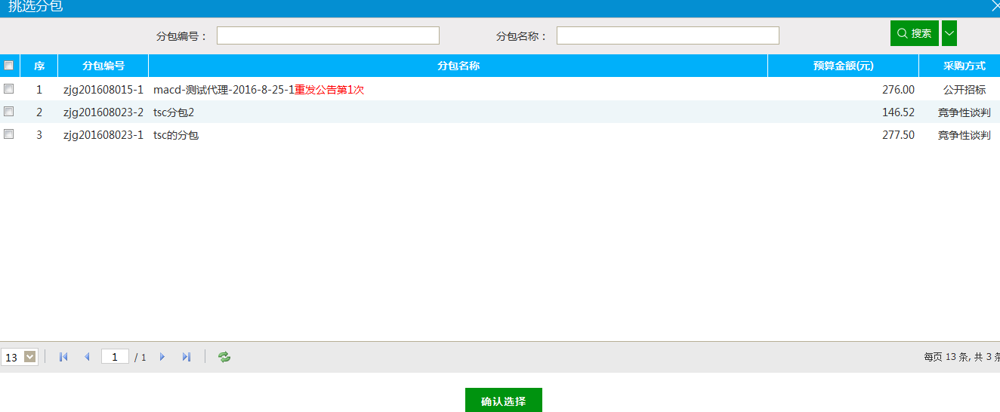 挑选分包
分包编号： 分包名称： 搜索
序 分包编号 分包名称 预算金额(元) 采购方式
1 zjg201608015-1 macd-测试代理-2016-8-25-1重发公告第1次 276.00 公开招标
2 zjg201608023-2 tsc分包2 146.52 竞争性谈判
3 zjg201608023-1 tsc的分包 277.50 竞争性谈判
13 1 / 1 每页 13 条, 共 3 条
确认选择